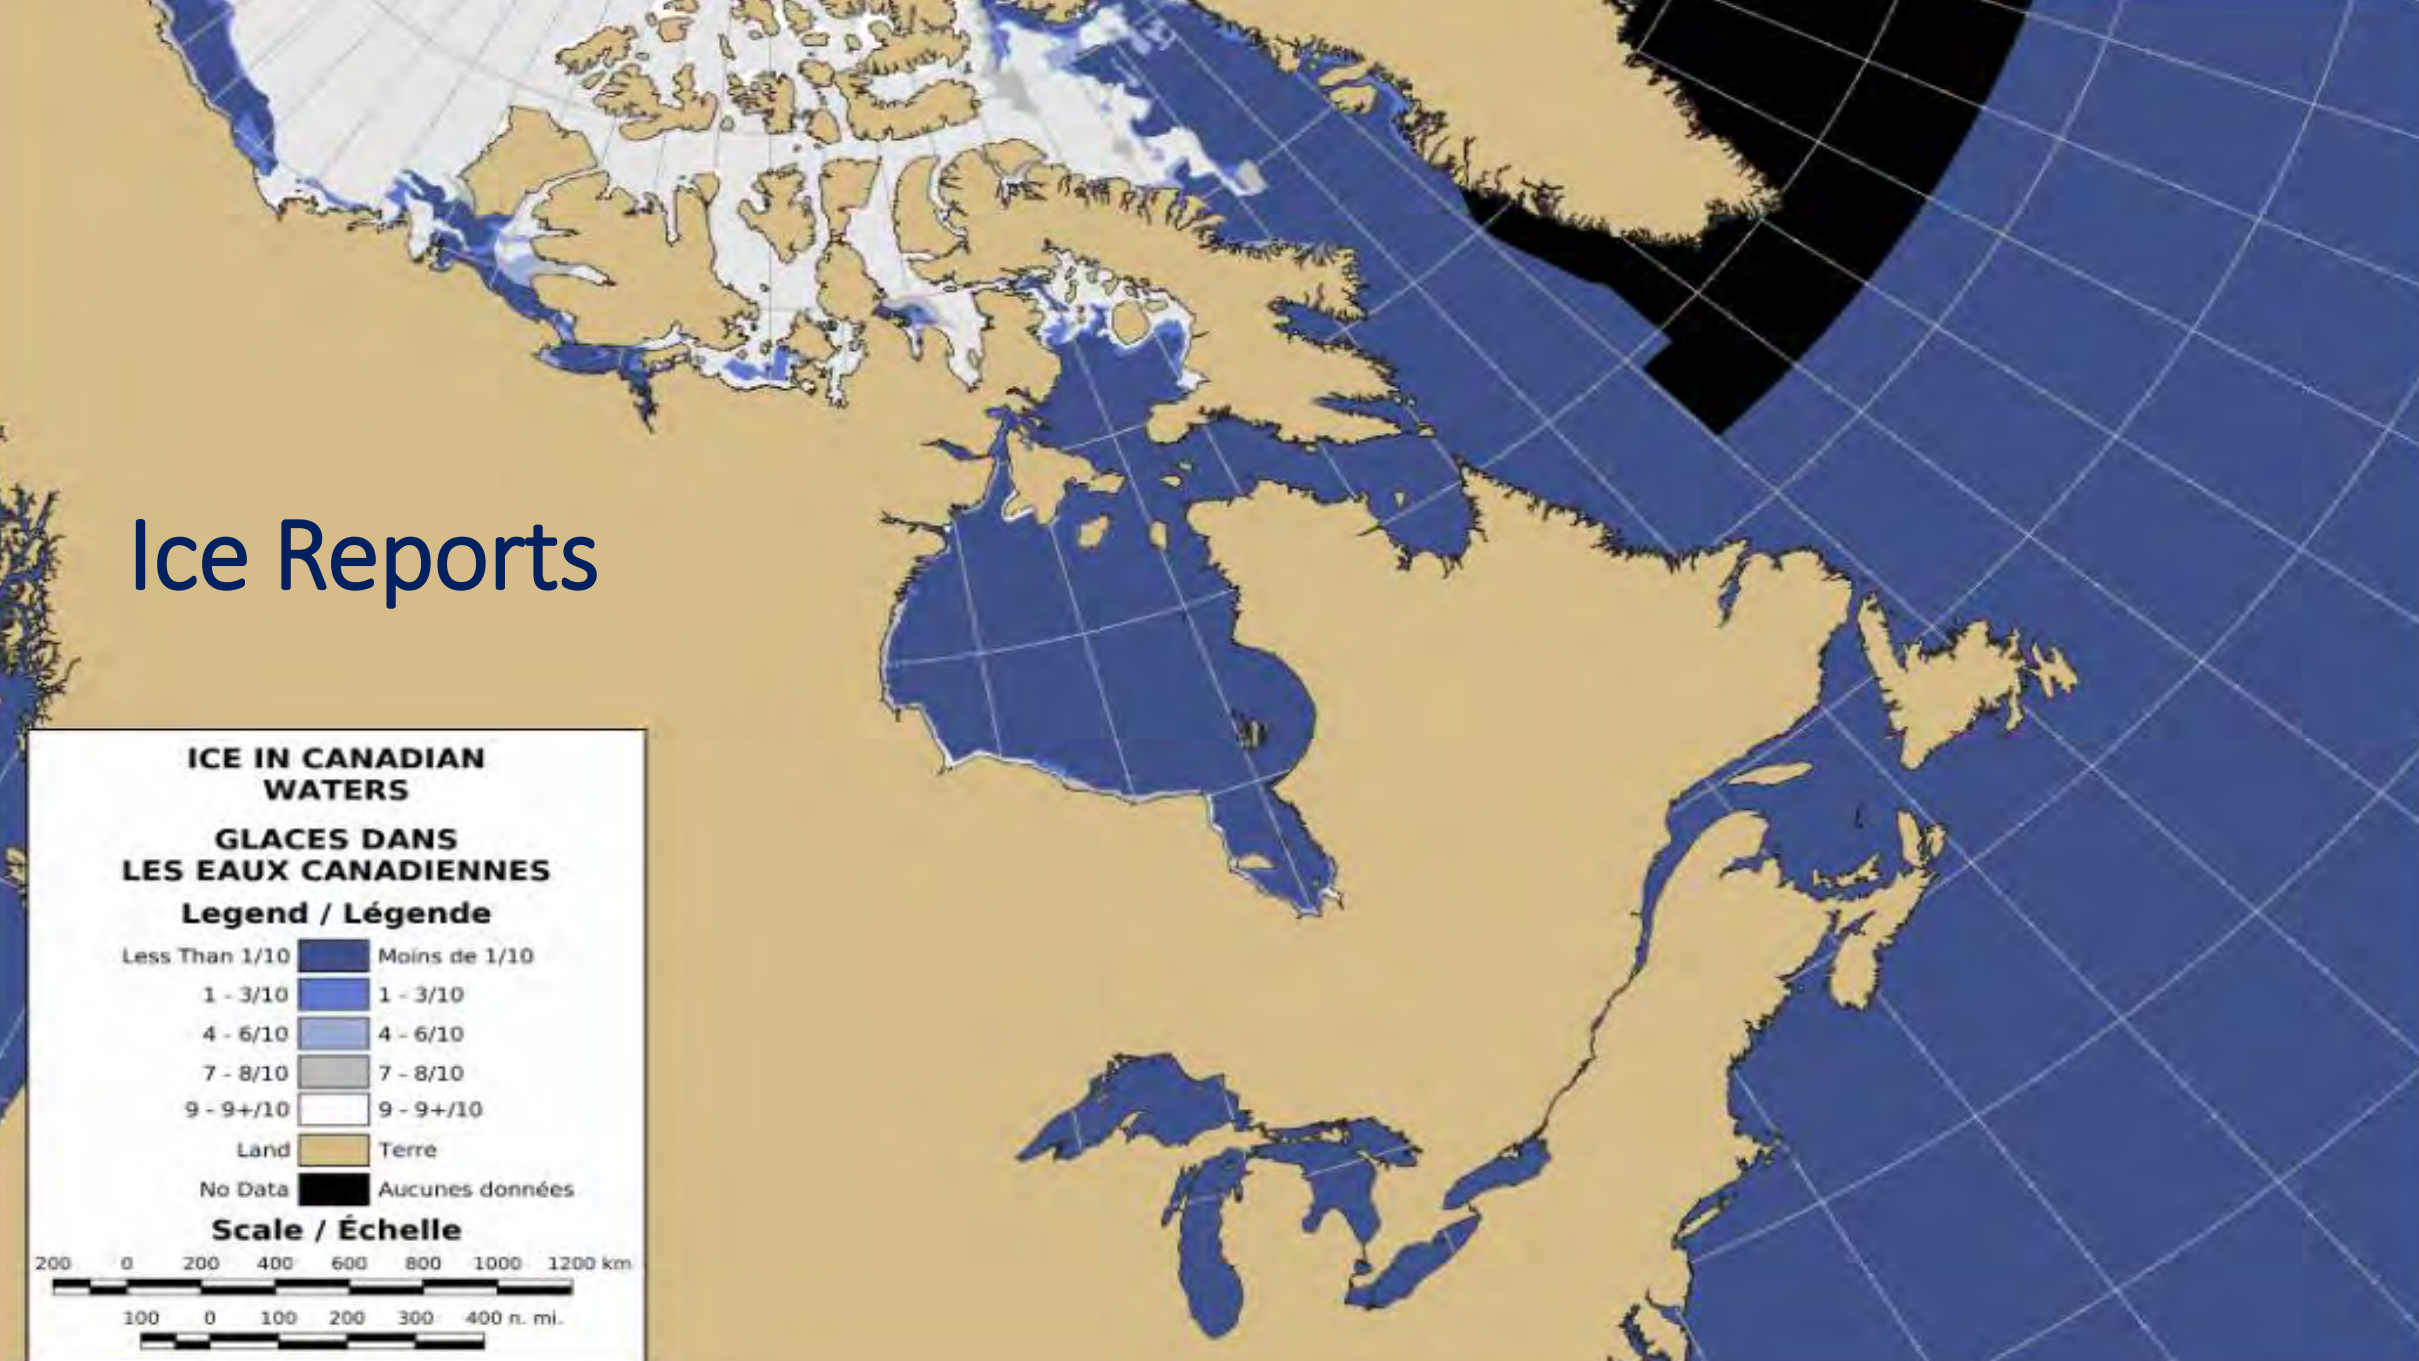 Ice Reports
ICE IN CANADIAN
WATERS
GLACES DANS
LES EAUX CANADIENNES
Legend / Légende
Less Than 1/10 Moins de 1/10
1 - 3/10 1 - 3/10
4 - 6/10 4 - 6/10
7 - 8/10 7 - 8/10
9 - 9+/10 9 - 9+/10
Land Terre
No Data Aucunes données
Scale / Échelle
200 0 200 400 600 800 1000 1200 km
100 0 100 200 300 400 n. mi.